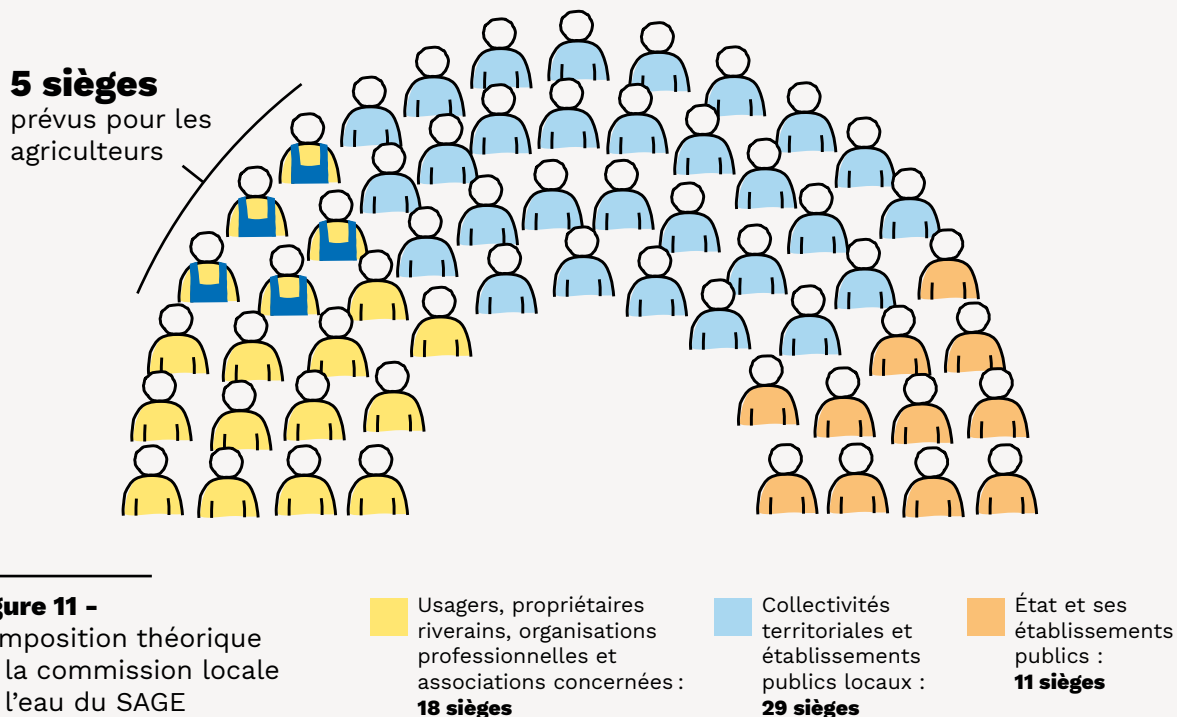 5 sièges
prévus pour les
agriculteurs
gure 11 -
mposition théorique
la commission locale
l’eau du SAGE
Usagers, propriétaires
riverains, organisations
professionnelles et
associations concernées :
18 sièges
Collectivités
territoriales et
établissements
publics locaux :
29 sièges
État et ses
établissements
publics :
11 sièges